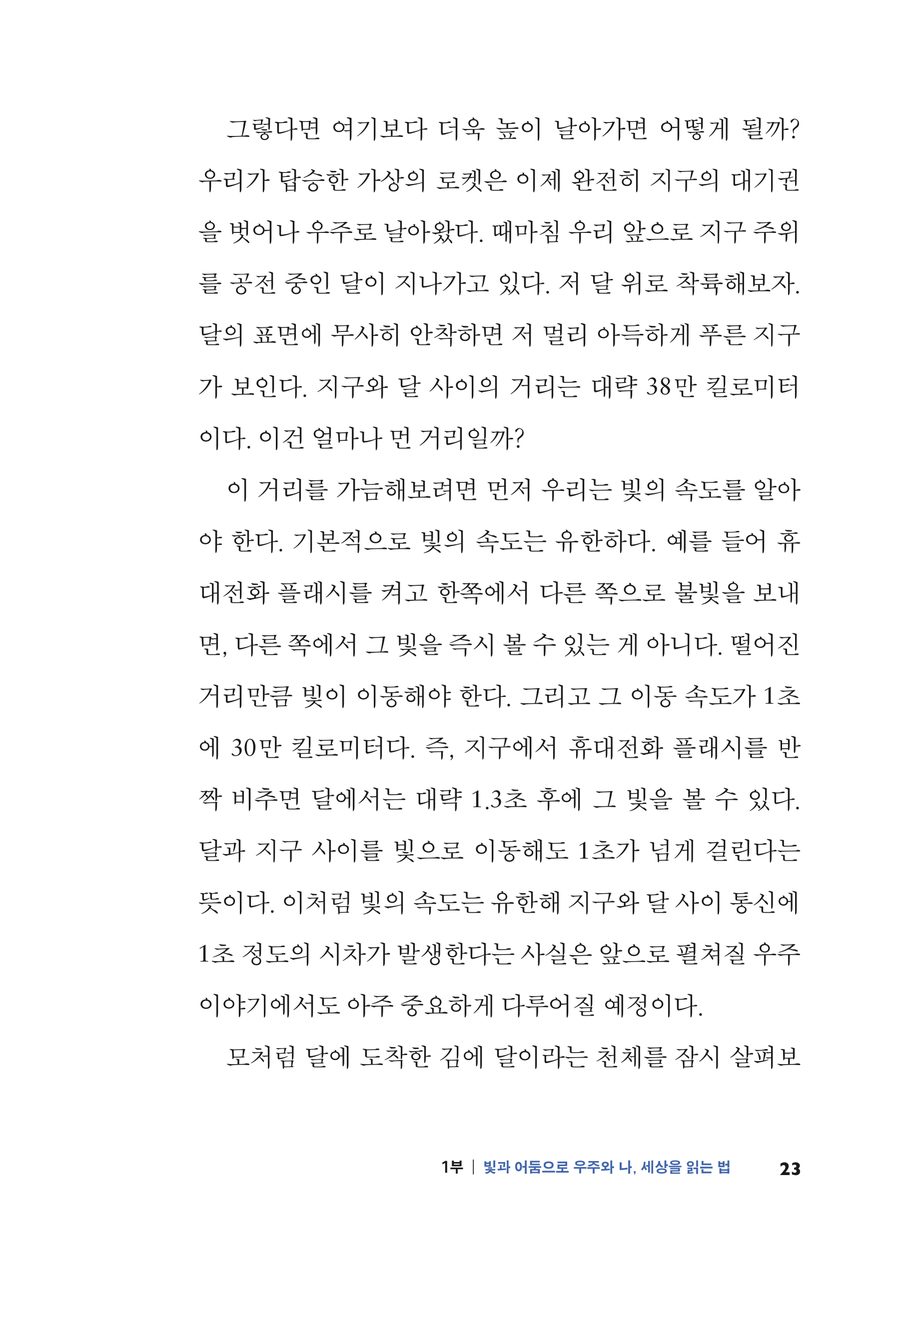 그렇다면 여기보다 더욱 높이 날아가면 어떻게 될까?
우리가 탑승한 가상의 로켓은 이제 완전히 지구의 대기권
을 벗어나 우주로 날아왔다. 때마침 우리 앞으로 지구 주위
를 공전 중인 달이 지나가고 있다. 저 달 위로 착륙해보자.
달의 표면에 무사히 안착하면 저 멀리 아득하게 푸른 지구
가 보인다. 지구와 달 사이의 거리는 대략 38만 킬로미터
이다. 이건 얼마나 먼 거리일까?
이 거리를 가늠해보려면 먼저 우리는 빛의 속도를 알아
야 한다. 기본적으로 빛의 속도는 유한하다. 예를 들어 휴
대전화 플래시를 켜고 한쪽에서 다른 쪽으로 불빛을 보내
면, 다른 쪽에서 그 빛을 즉시 볼 수 있는 게 아니다. 떨어진
거리만큼 빛이 이동해야 한다. 그리고 그 이동 속도가 1초
에 30만 킬로미터다. 즉, 지구에서 휴대전화 플래시를 반
짝 비추면 달에서는 대략 1.3초 후에 그 빛을 볼 수 있다.
달과 지구 사이를 빛으로 이동해도 1초가 넘게 걸린다는
뜻이다. 이처럼 빛의 속도는 유한해 지구와 달 사이 통신에
1초 정도의 시차가 발생한다는 사실은 앞으로 펼쳐질 우주
이야기에서도 아주 중요하게 다루어질 예정이다.
모처럼 달에 도착한 김에 달이라는 천체를 잠시 살펴보
1부 | 빛과 어둠으로 우주와 나, 세상을 읽는 법 23